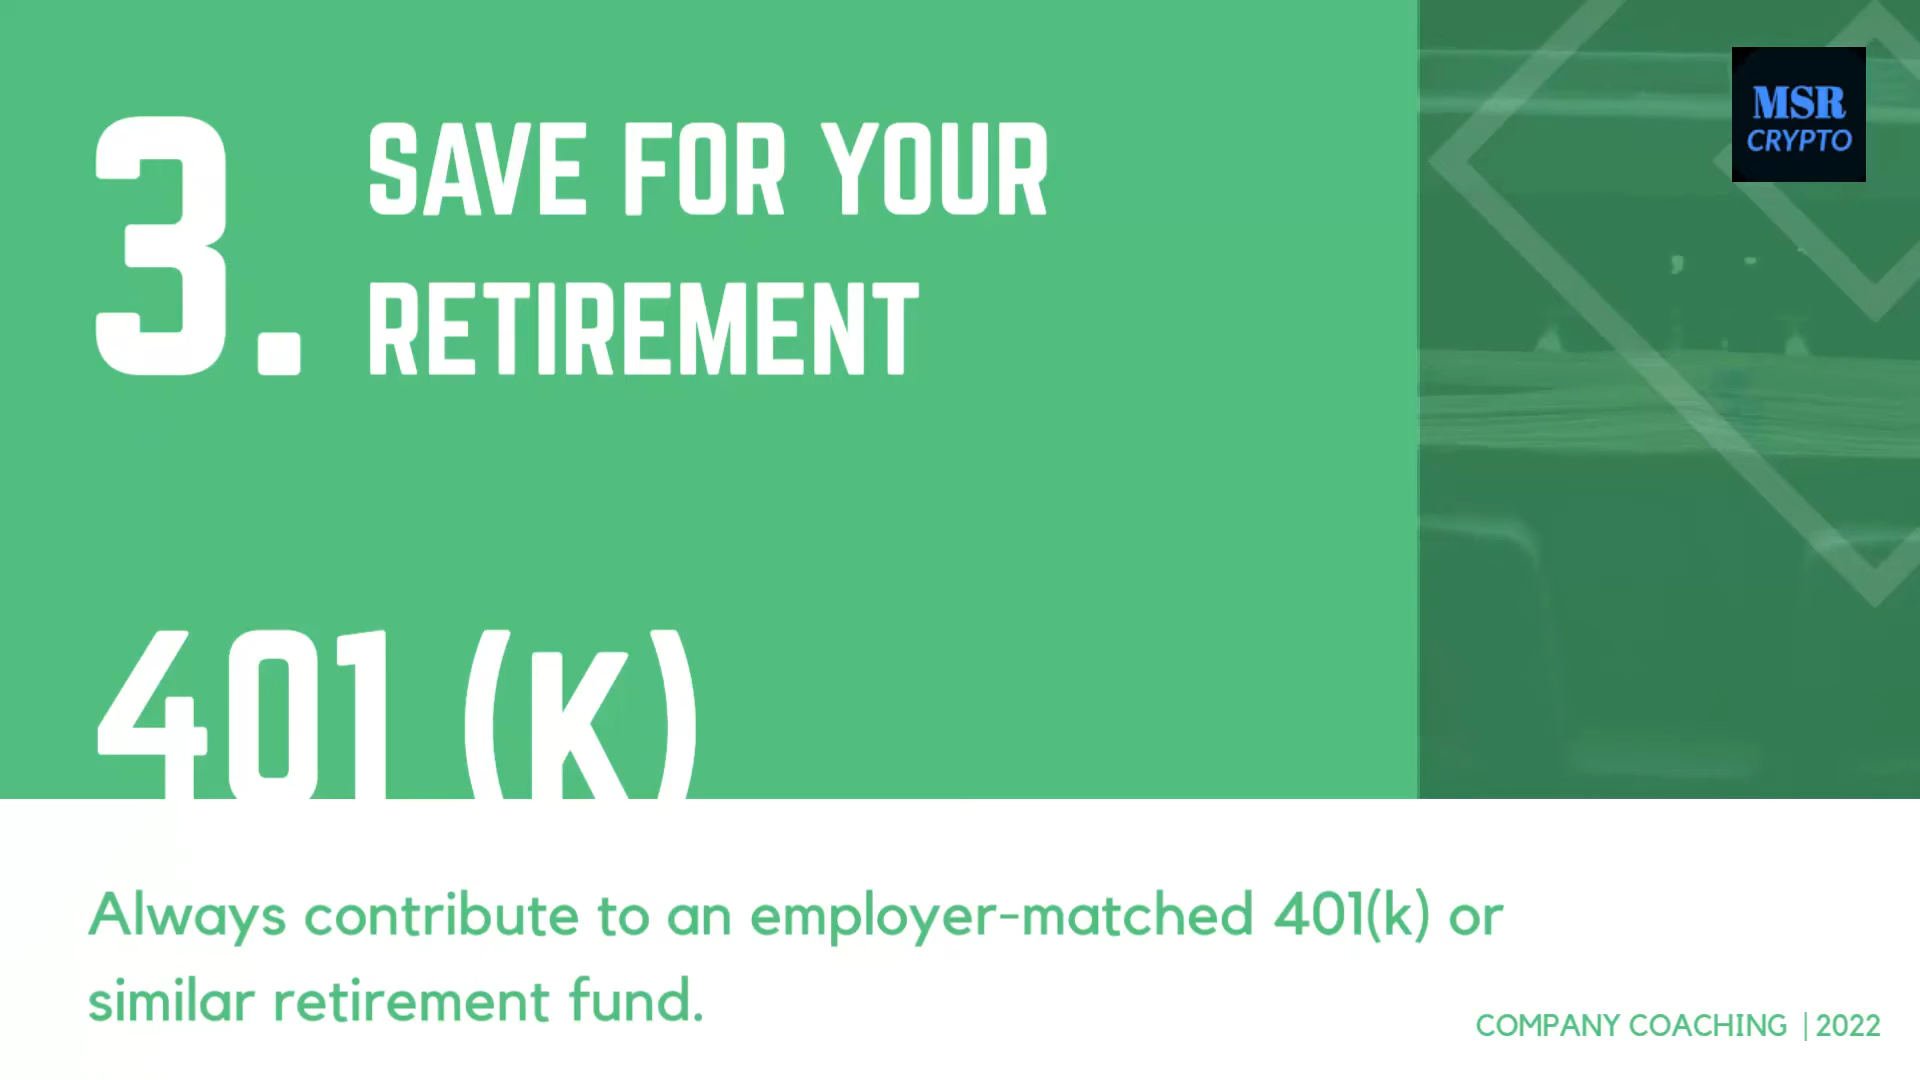 3. SAVE FOR YOUR
RETIREMENT
MSR
CRYPTO
401 (K)
Always contribute to an employer-matched 401(k) or
similar retirement fund.
COMPANY COACHING | 2022